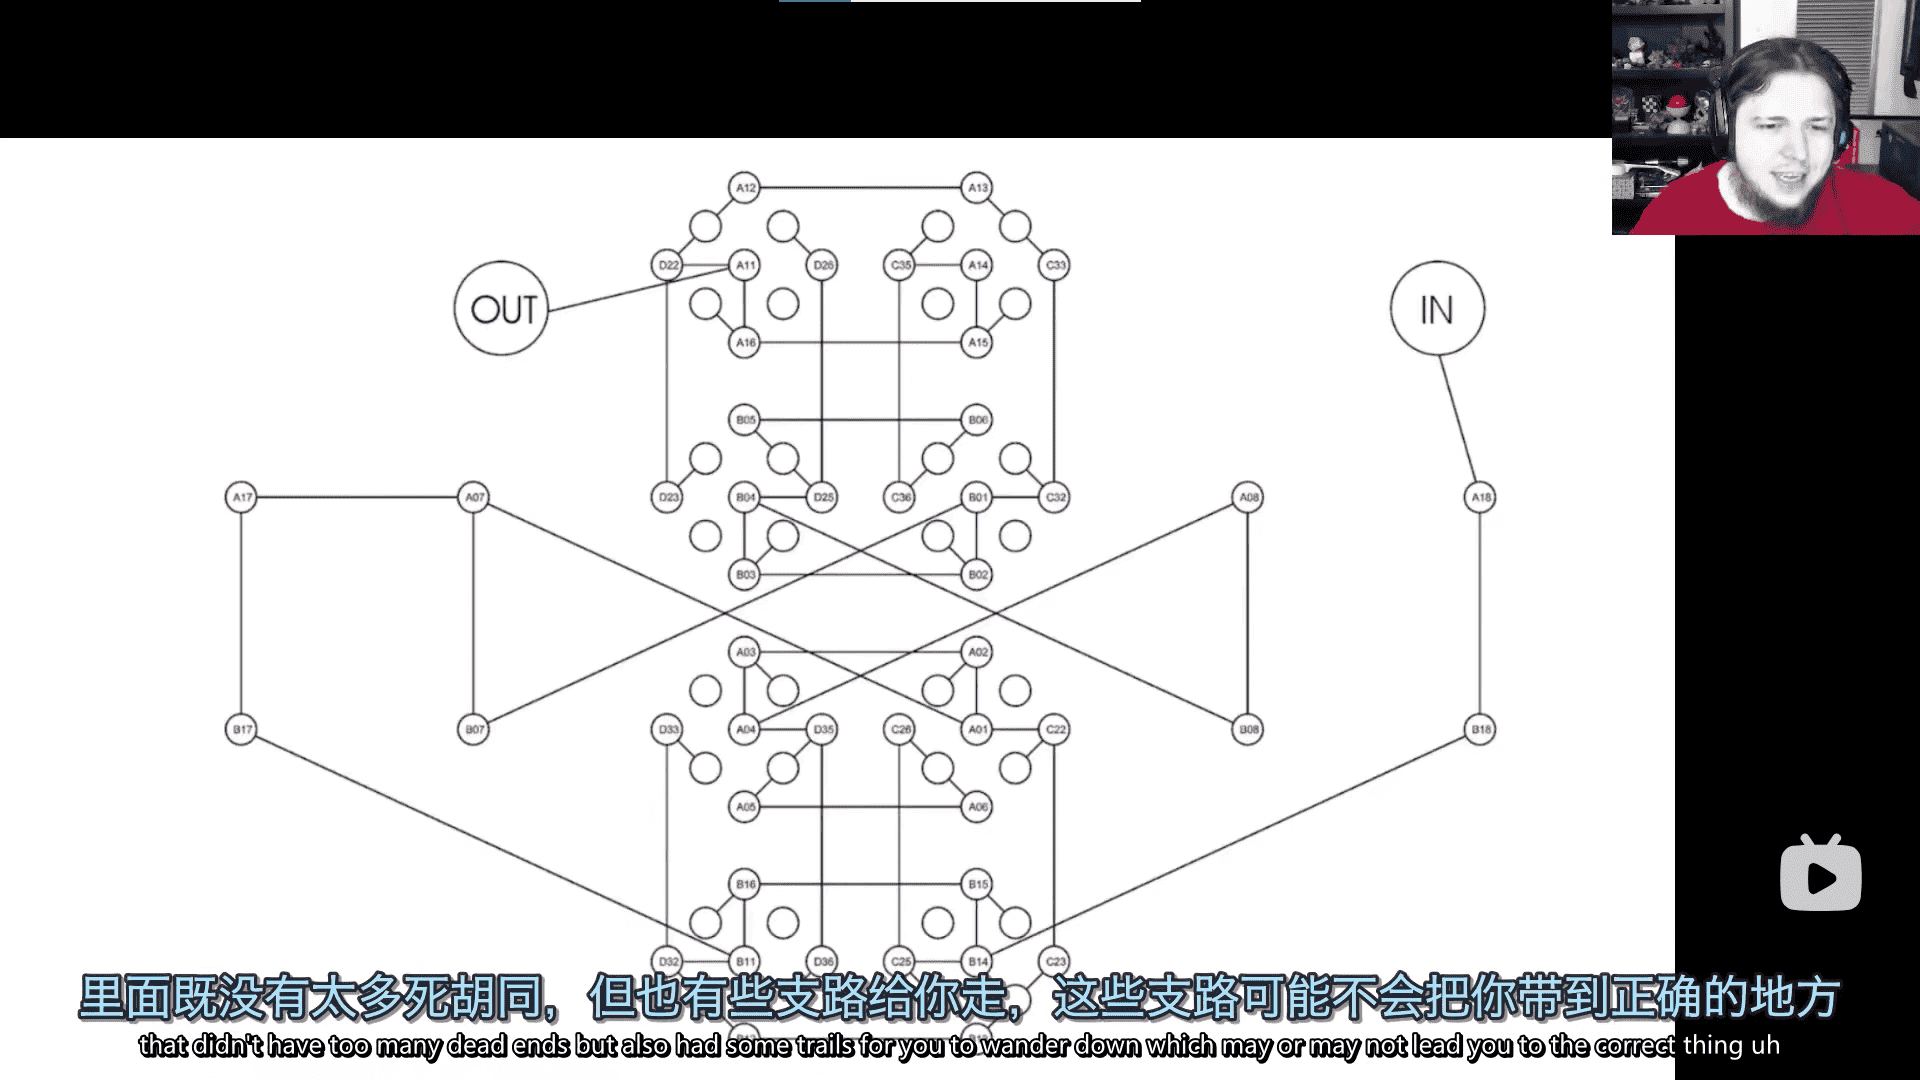 A12 A13
D22 A11 D26 C35 A14 C33
OUT IN
A16 A15
B05 B06
A17 A07 D23 B04 D25 C36 B01 C32 A08 A18
B03 B02
A03 A02
B17 B07 D33 A04 D35 C26 A01 C22 B08 B18
A05 A06
B16 B15
D32 B11 D36 C25 B14 C23
里面既没有太多死胡同，但也有些支路给你走，这些支路可能不会把你带到正确的地方
that didn't have too many dead ends but also had some trails for you to wander down which may or may not lead you to the correct thing uh